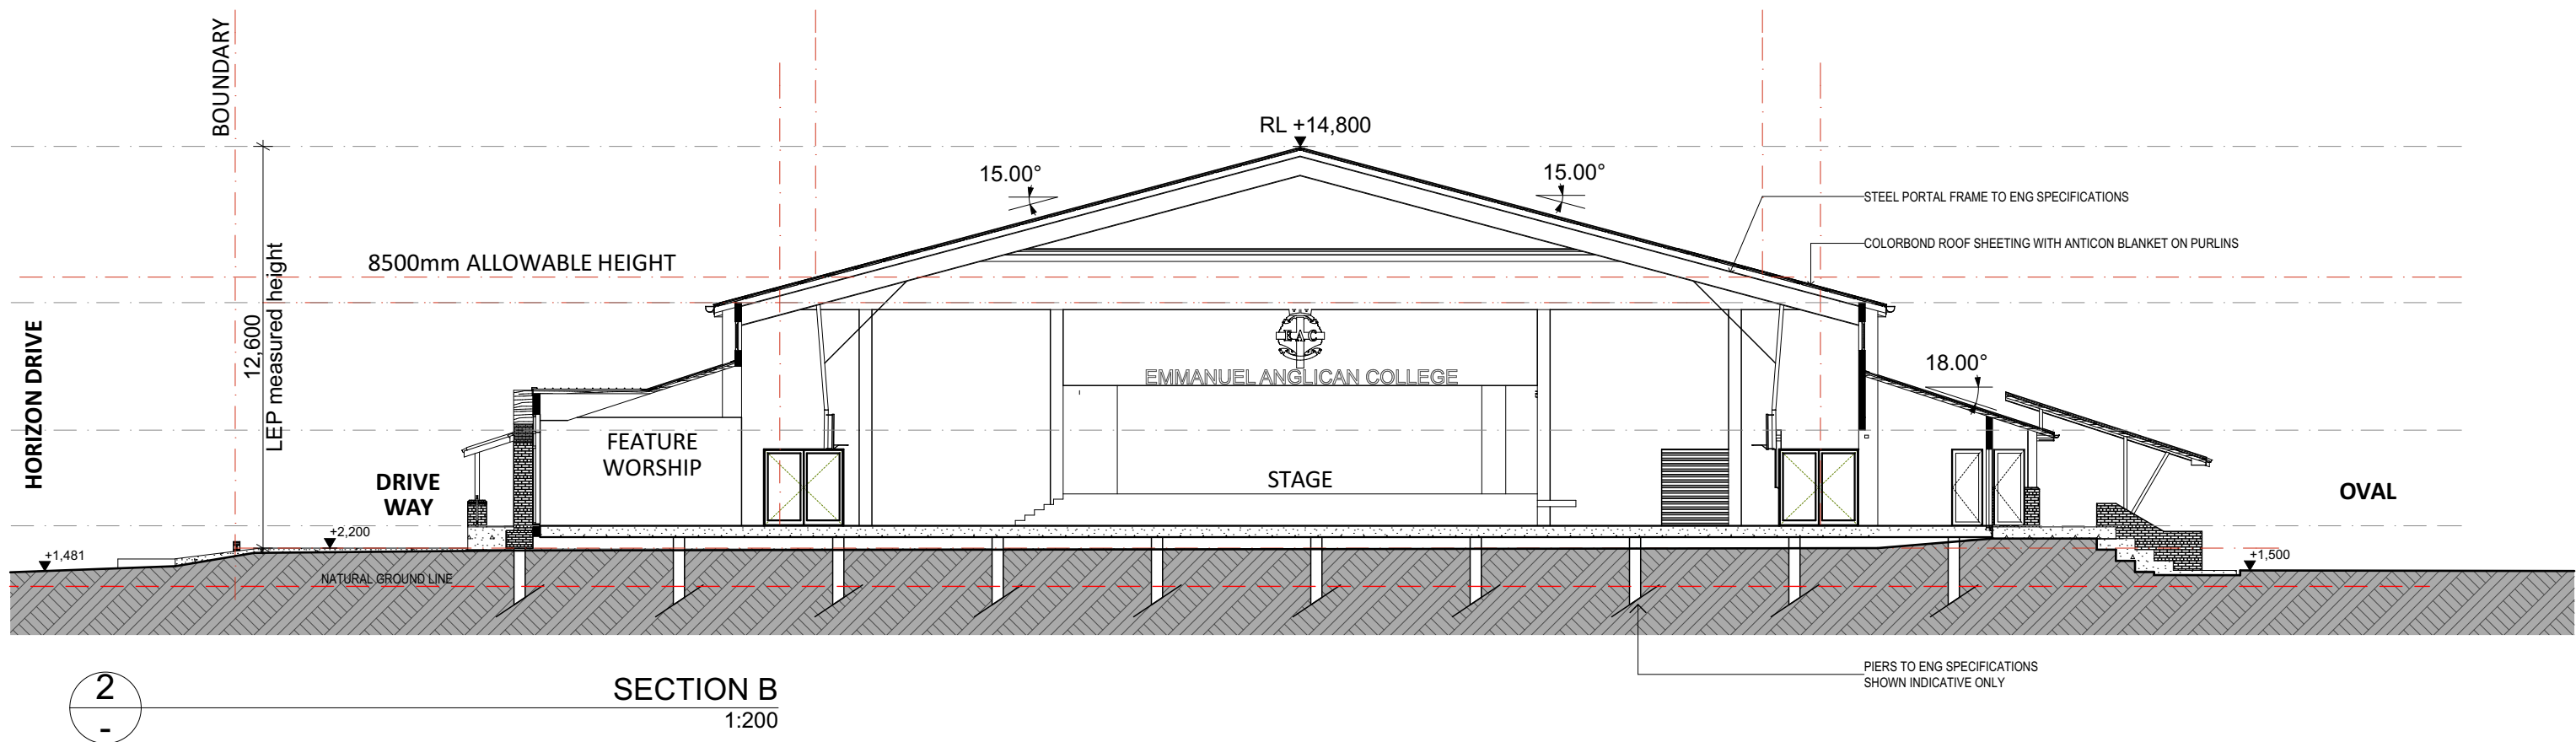 BOUNDARY
RL +14,800
15.00°
15.00°
STEEL PORTAL FRAME TO ENG SPECIFICATIONS
COLORBOND ROOF SHEETING WITH ANTICON BLANKET ON PURLINS
8500mm ALLOWABLE HEIGHT
12,600
LEP measured height
HORIZON DRIVE
EAC
EMMANUEL ANGLICAN COLLEGE
18.00°
FEATURE
WORSHIP
DRIVE
WAY
STAGE
OVAL
+2,200
+1,481
+1,500
NATURAL GROUND LINE
PIERS TO ENG SPECIFICATIONS
SHOWN INDICATIVE ONLY
2
-
SECTION B
1:200